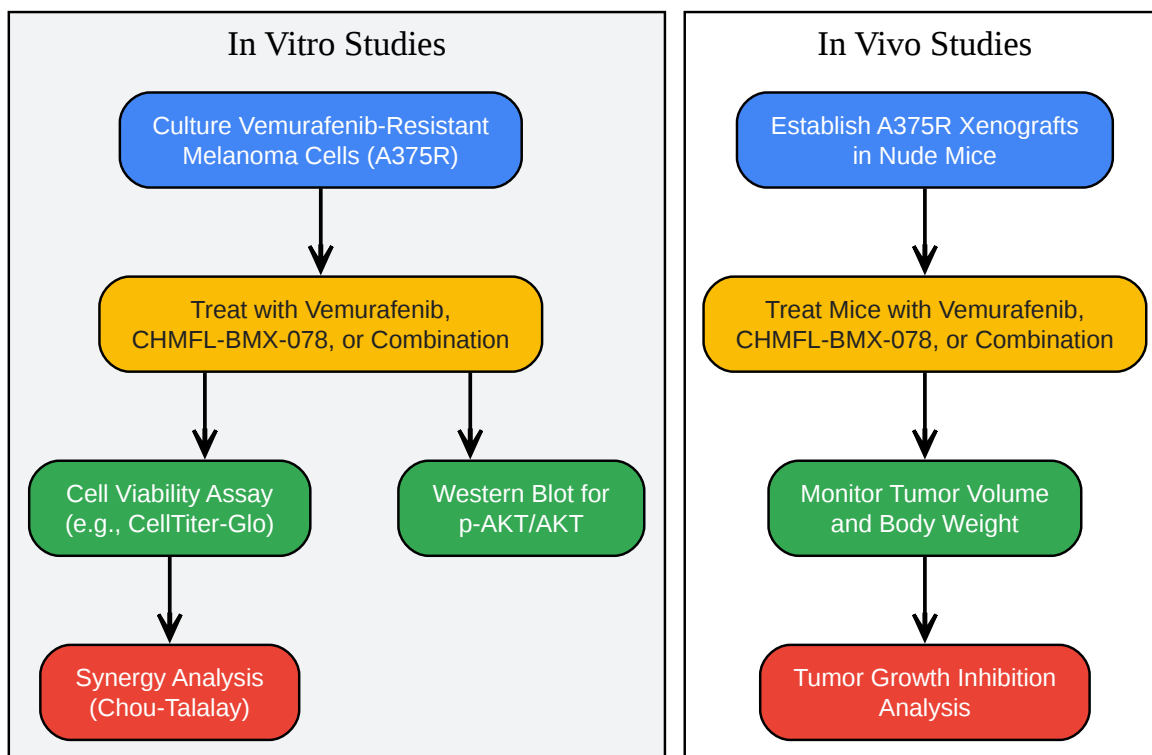 In Vitro Studies
Culture Vemurafenib-Resistant
Melanoma Cells (A375R)
Treat with Vemurafenib,
CHMFL-BMX-078, or Combination
Cell Viability Assay
(e.g., CellTiter-Glo)
Western Blot for
p-AKT/AKT
Synergy Analysis
(Chou-Talalay)
In Vivo Studies
Establish A375R Xenografts
in Nude Mice
Treat Mice with Vemurafenib,
CHMFL-BMX-078, or Combination
Monitor Tumor Volume
and Body Weight
Tumor Growth Inhibition
Analysis